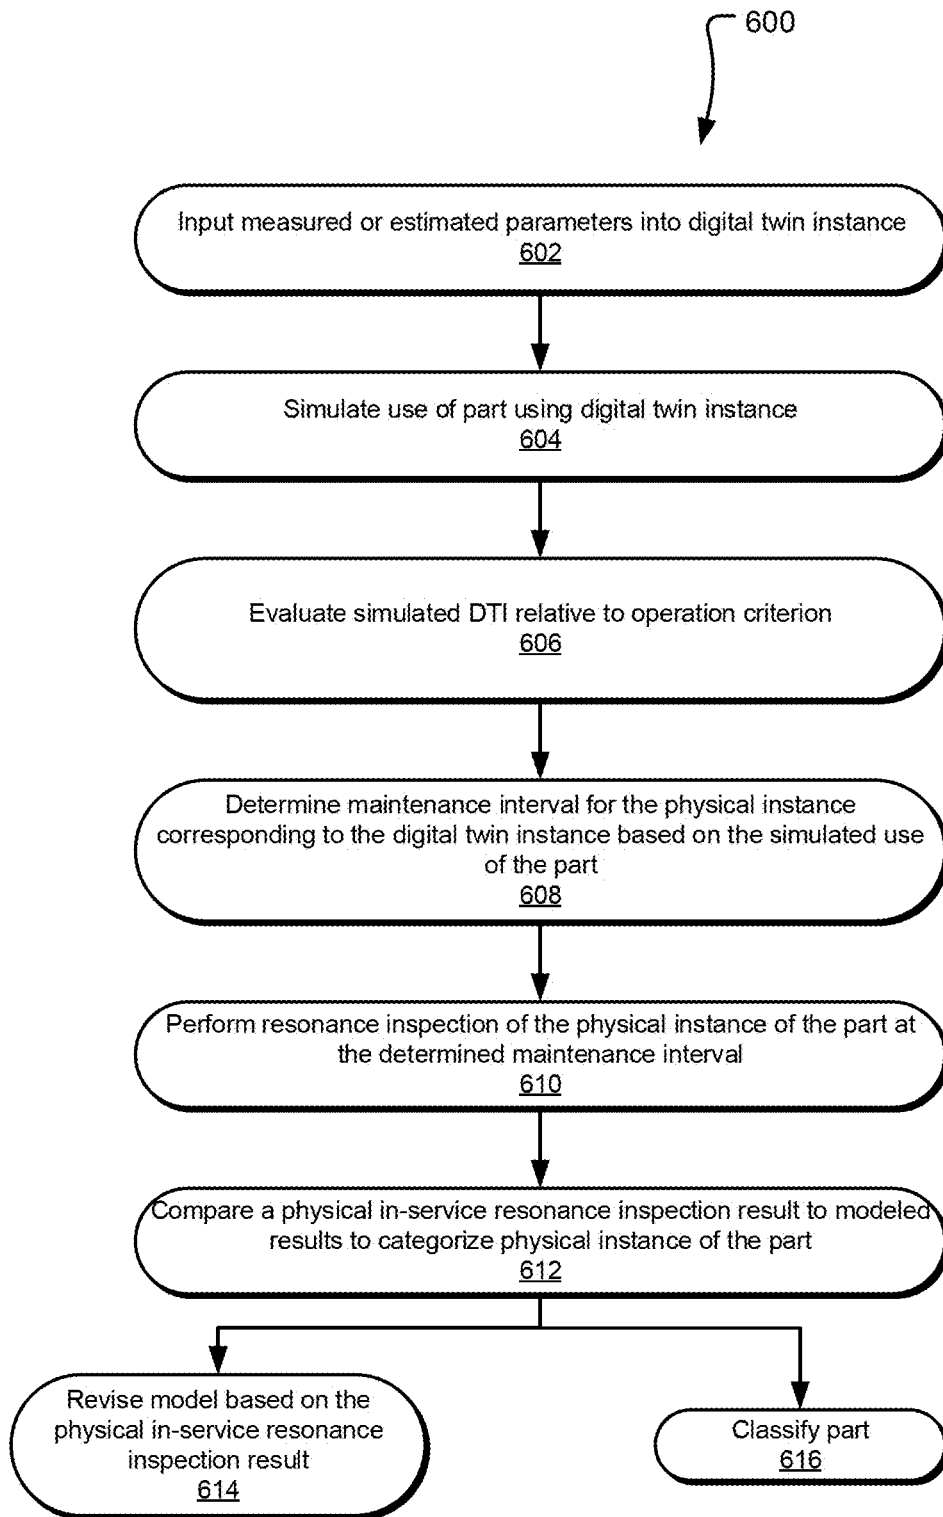 600
Input measured or estimated parameters into digital twin instance
602
Simulate use of part using digital twin instance
604
Evaluate simulated DTI relative to operation criterion
606
Determine maintenance interval for the physical instance
corresponding to the digital twin instance based on the simulated use
of the part
608
Perform resonance inspection of the physical instance of the part at
the determined maintenance interval
610
Compare a physical in-service resonance inspection result to modeled
results to categorize physical instance of the part
612
Revise model based on the
physical in-service resonance
inspection result
614
Classify part
616